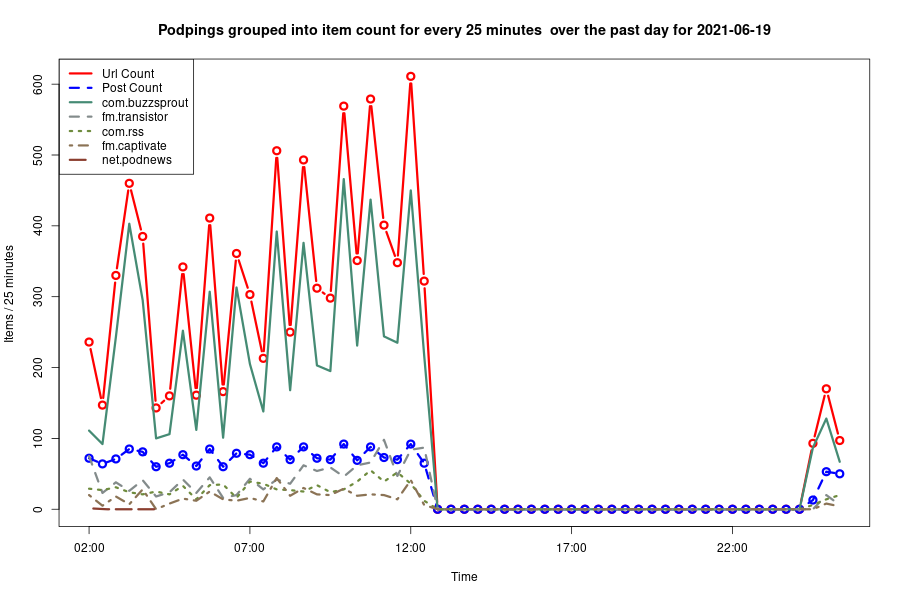 Podpings grouped into item count for every 25 minutes  over the past day for 2021-06-19
Url Count
Post Count
com.buzzsprout
fm.transistor
com.rss
fm.captivate
net.podnews
600
500
400
300
200
100
0
Items / 25 minutes
02:00
07:00
12:00
17:00
22:00
Time